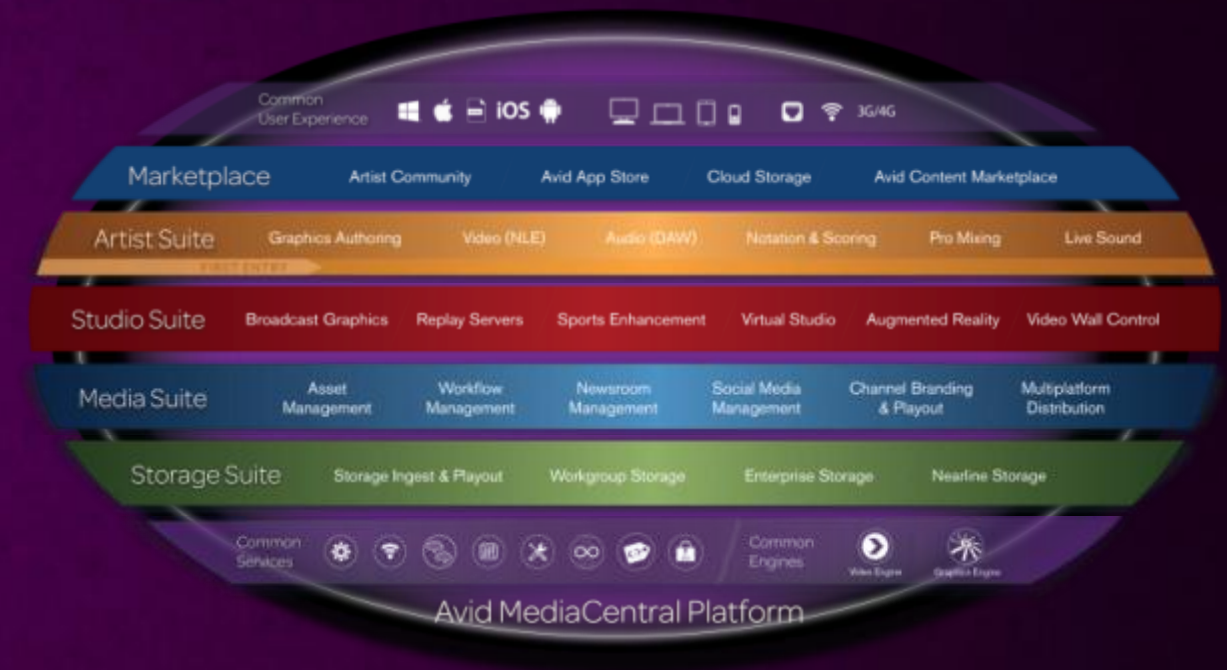 Common
User Experience
iOS
3G/4G
Marketplace Artist Community Avid App Store Cloud Storage Avid Content Marketplace
Artist Suite Graphics Authoring Video (NLE) Audio (DAW) Notation & Scoring Pro Mixing Live Sound
FIRST ENTRY
Studio Suite Broadcast Graphics Replay Servers Sports Enhancement Virtual Studio Augmented Reality Video Wall Control
Media Suite
Asset
Management
Workflow
Management
Newsroom
Management
Social Media
Management
Channel Branding
& Playout
Multiplatform
Distribution
Storage Suite Storage Ingest & Playout Workgroup Storage Enterprise Storage Nearline Storage
Common
Services
Common
Engines
Video Engine
Graphics Engine
Avid MediaCentral Platform